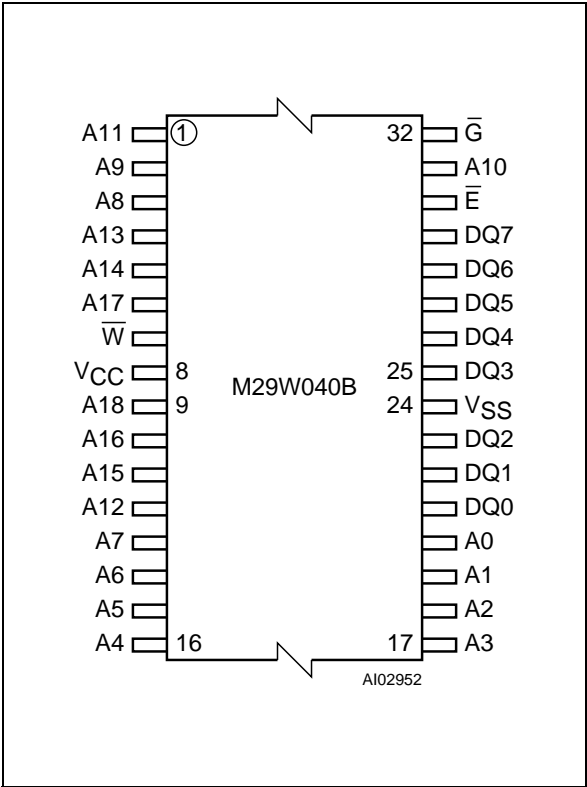 A11 1 32 G̅
A9 A10
A8 E̅
A13 DQ7
A14 DQ6
A17 DQ5
W̅ DQ4
VCC 8 M29W040B 25 DQ3
A18 9 24 VSS
A16 DQ2
A15 DQ1
A12 DQ0
A7 A0
A6 A1
A5 A2
A4 16 17 A3
AI02952